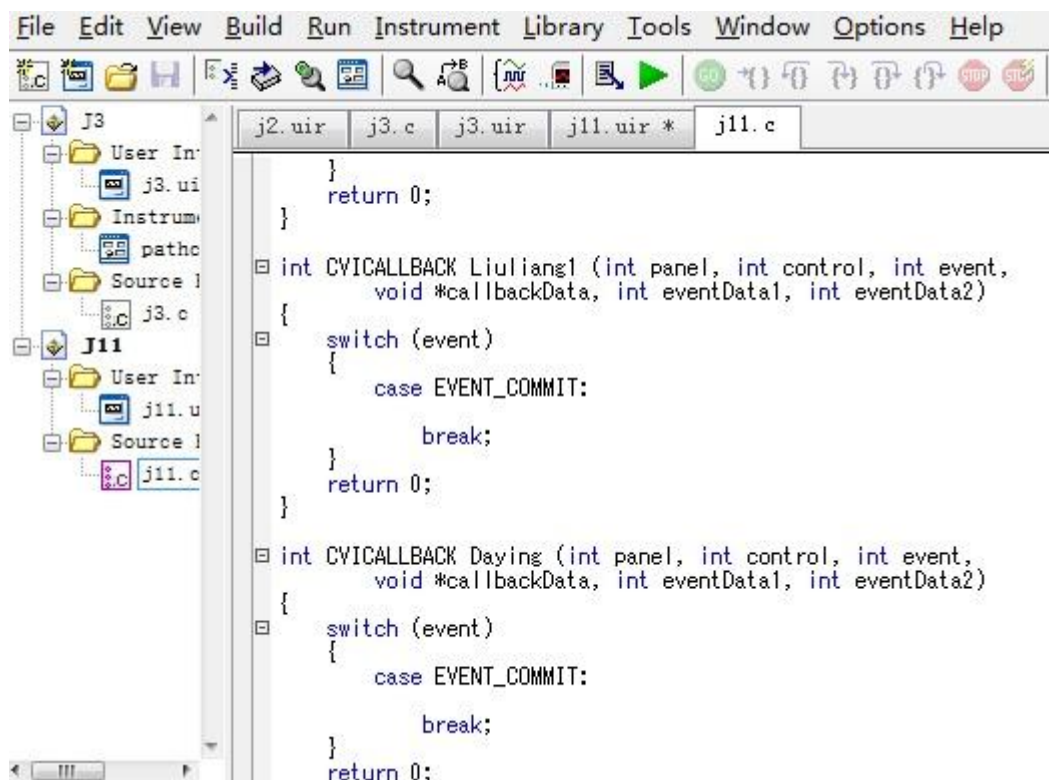 File Edit View Build Run Instrument Library Tools Window Options Help
J3
User In
j3.ui
Instrum
pathc
Source
j3.c
J11
User In
j11.u
Source
j11.c
j2.uir j3.c j3.uir j11.uir * j11.c
}
return 0;
}
int CVICALLBACK Liuliang1 (int panel, int control, int event,
void *callbackData, int eventData1, int eventData2)
{
switch (event)
{
case EVENT_COMMIT:
break;
}
return 0;
}
int CVICALLBACK Daying (int panel, int control, int event,
void *callbackData, int eventData1, int eventData2)
{
switch (event)
{
case EVENT_COMMIT:
break;
}
return 0;